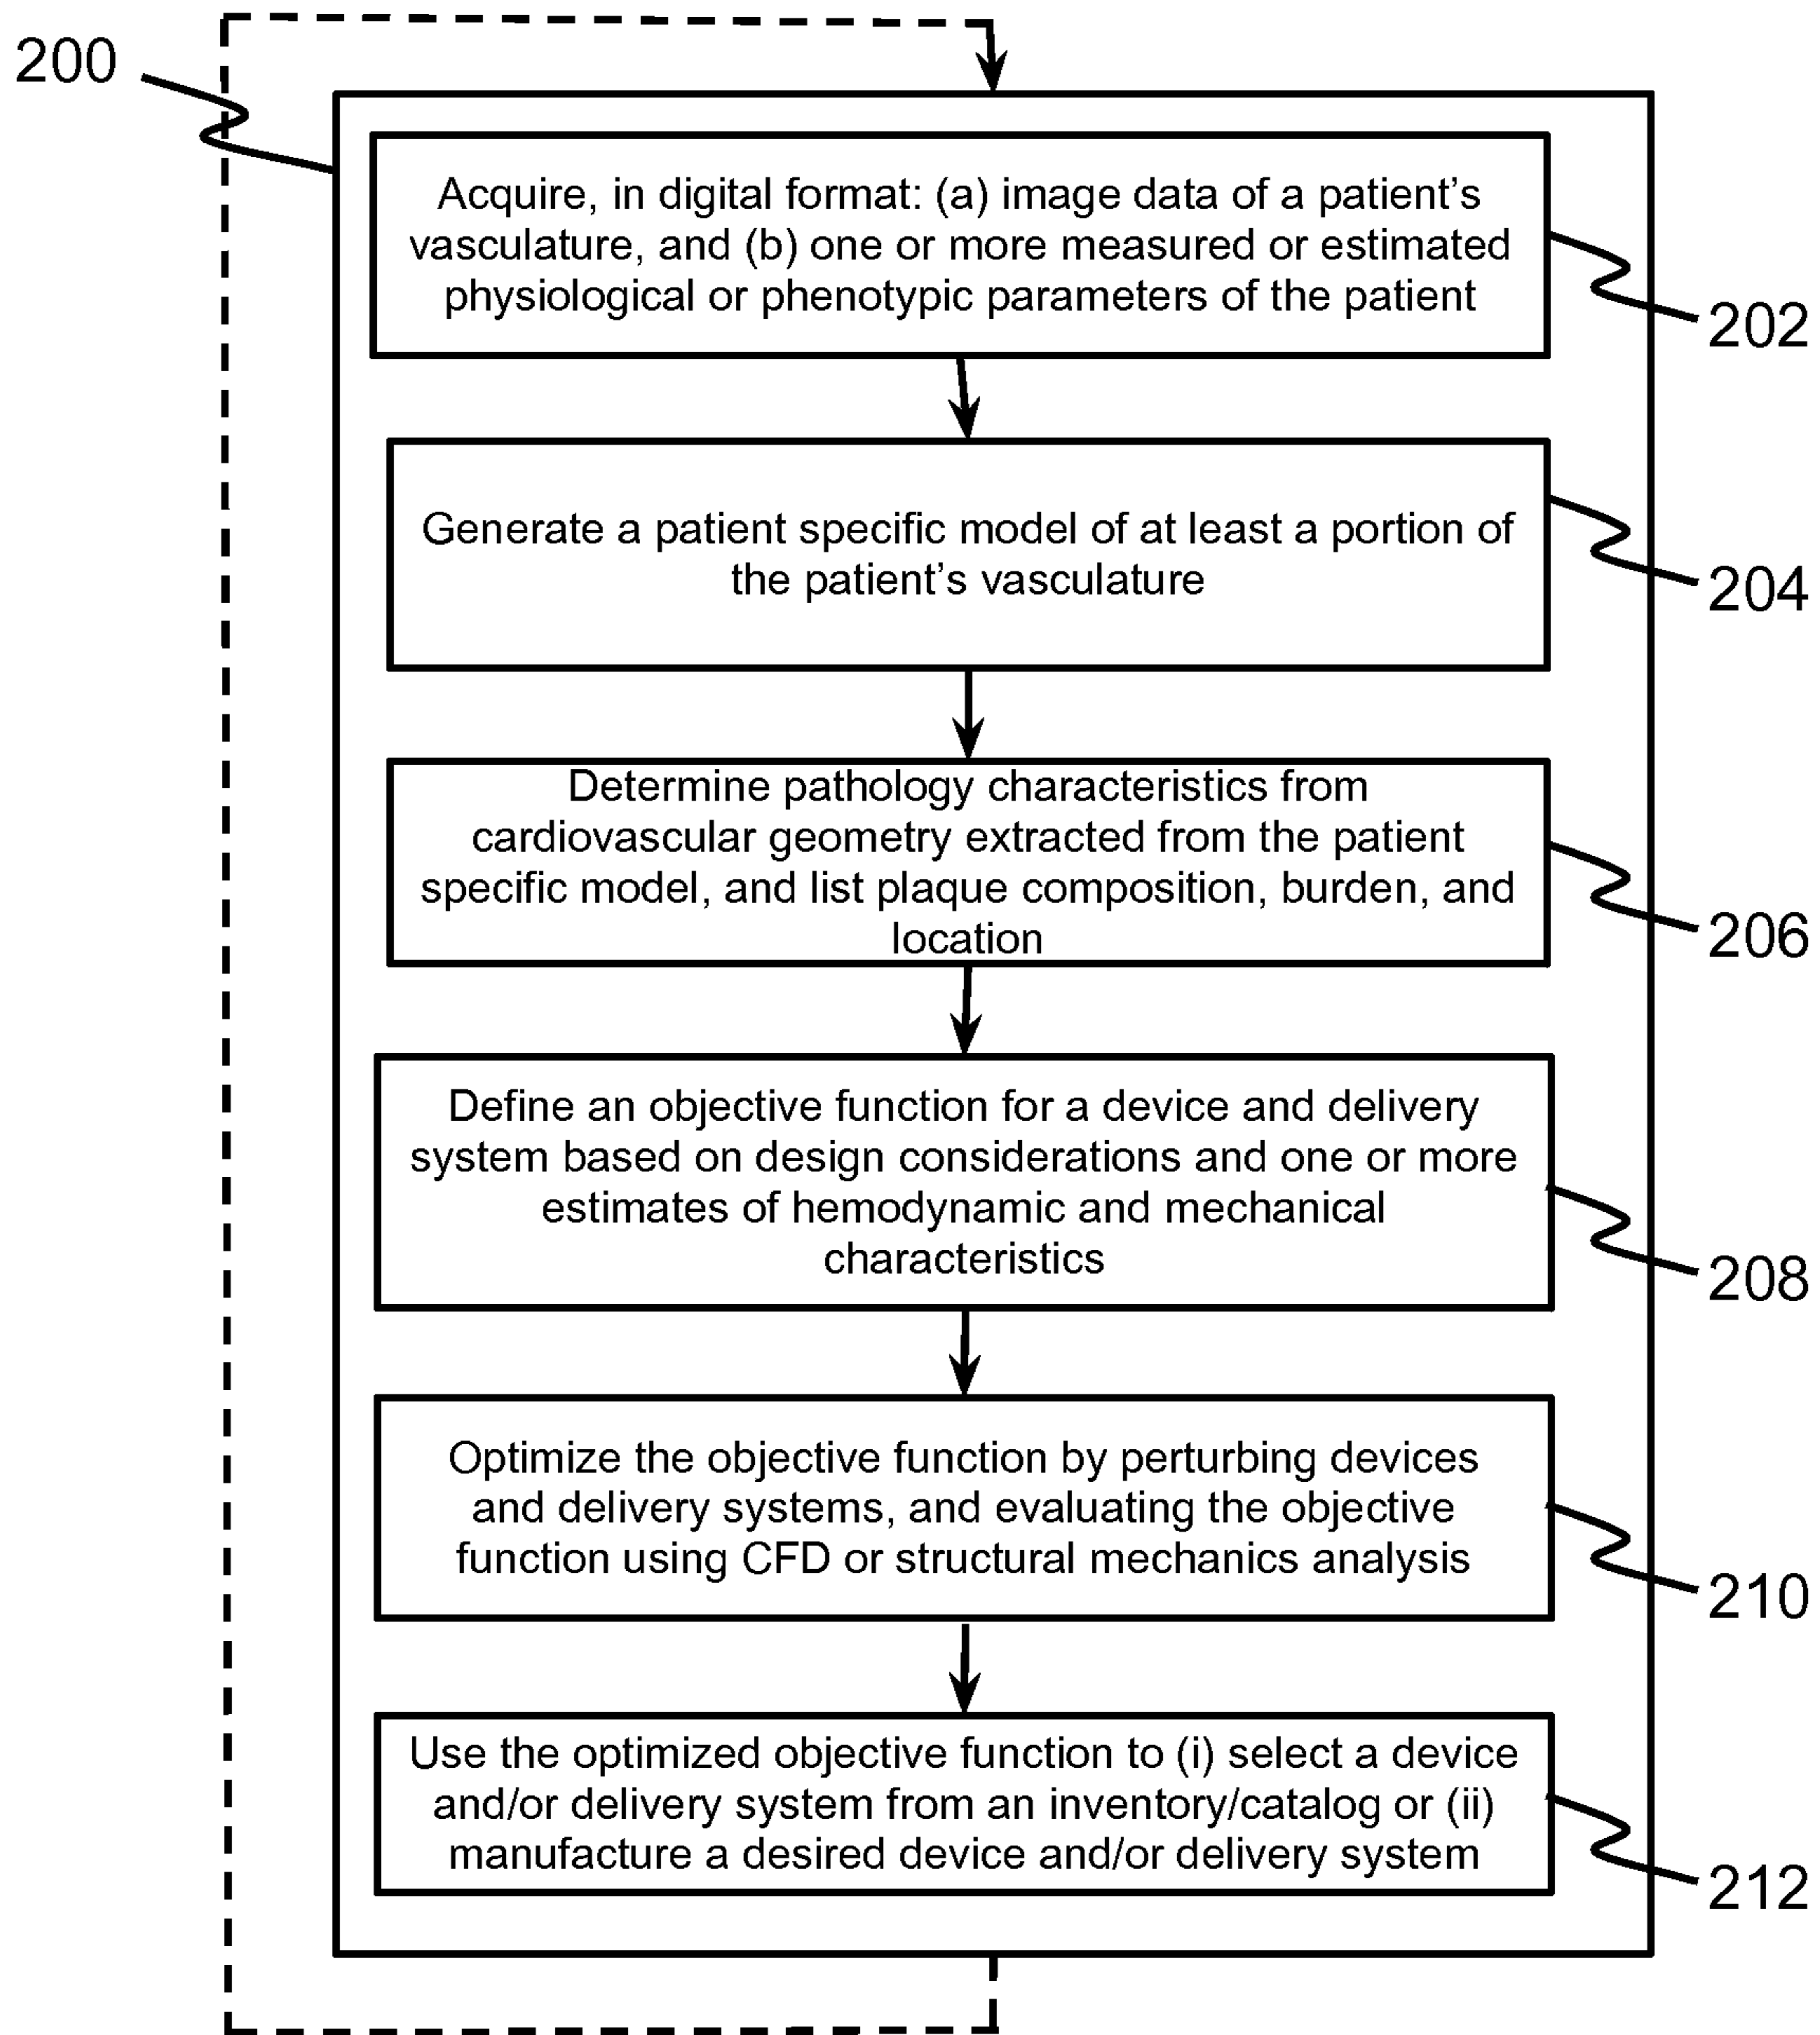 200
Acquire, in digital format: (a) image data of a patient’s
vasculature, and (b) one or more measured or estimated
physiological or phenotypic parameters of the patient
202
Generate a patient specific model of at least a portion of
the patient’s vasculature
204
Determine pathology characteristics from
cardiovascular geometry extracted from the patient
specific model, and list plaque composition, burden, and
location
206
Define an objective function for a device and delivery
system based on design considerations and one or more
estimates of hemodynamic and mechanical
characteristics
208
Optimize the objective function by perturbing devices
and delivery systems, and evaluating the objective
function using CFD or structural mechanics analysis
210
Use the optimized objective function to (i) select a device
and/or delivery system from an inventory/catalog or (ii)
manufacture a desired device and/or delivery system
212